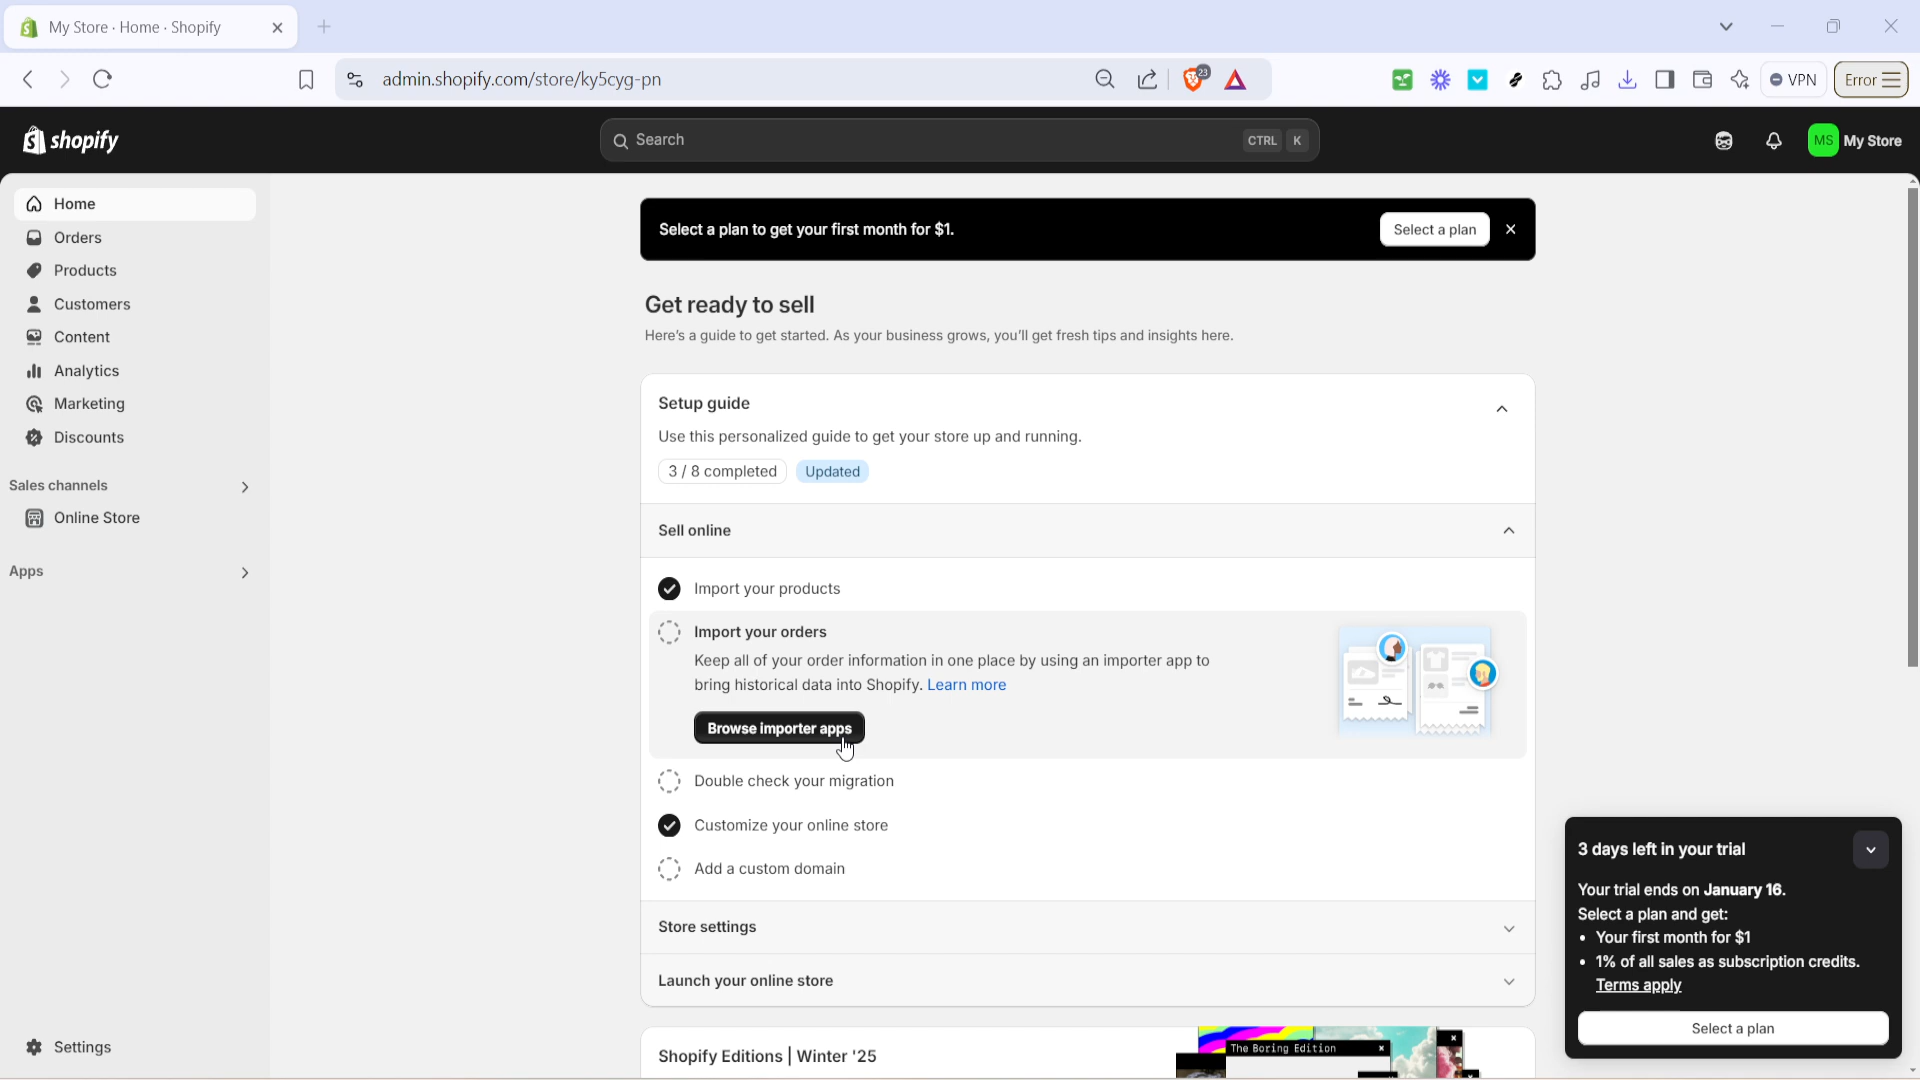 My Store · Home · Shopify
admin.shopify.com/store/ky5cyg-pn
23
VPN
Error
shopify
Search
CTRL K
MS My Store
Home
Orders
Products
Customers
Content
Analytics
Marketing
Discounts
Sales channels
Online Store
Apps
Settings
Select a plan to get your first month for $1.
Select a plan
Get ready to sell
Here's a guide to get started. As your business grows, you'll get fresh tips and insights here.
Setup guide
Use this personalized guide to get your store up and running.
3 / 8 completed
Updated
Sell online
Import your products
Import your orders
Keep all of your order information in one place by using an importer app to
bring historical data into Shopify. Learn more
Browse importer apps
Double check your migration
Customize your online store
Add a custom domain
Store settings
Launch your online store
Shopify Editions | Winter '25
The Boring Edition
3 days left in your trial
Your trial ends on January 16.
Select a plan and get:
• Your first month for $1
• 1% of all sales as subscription credits.
Terms apply
Select a plan